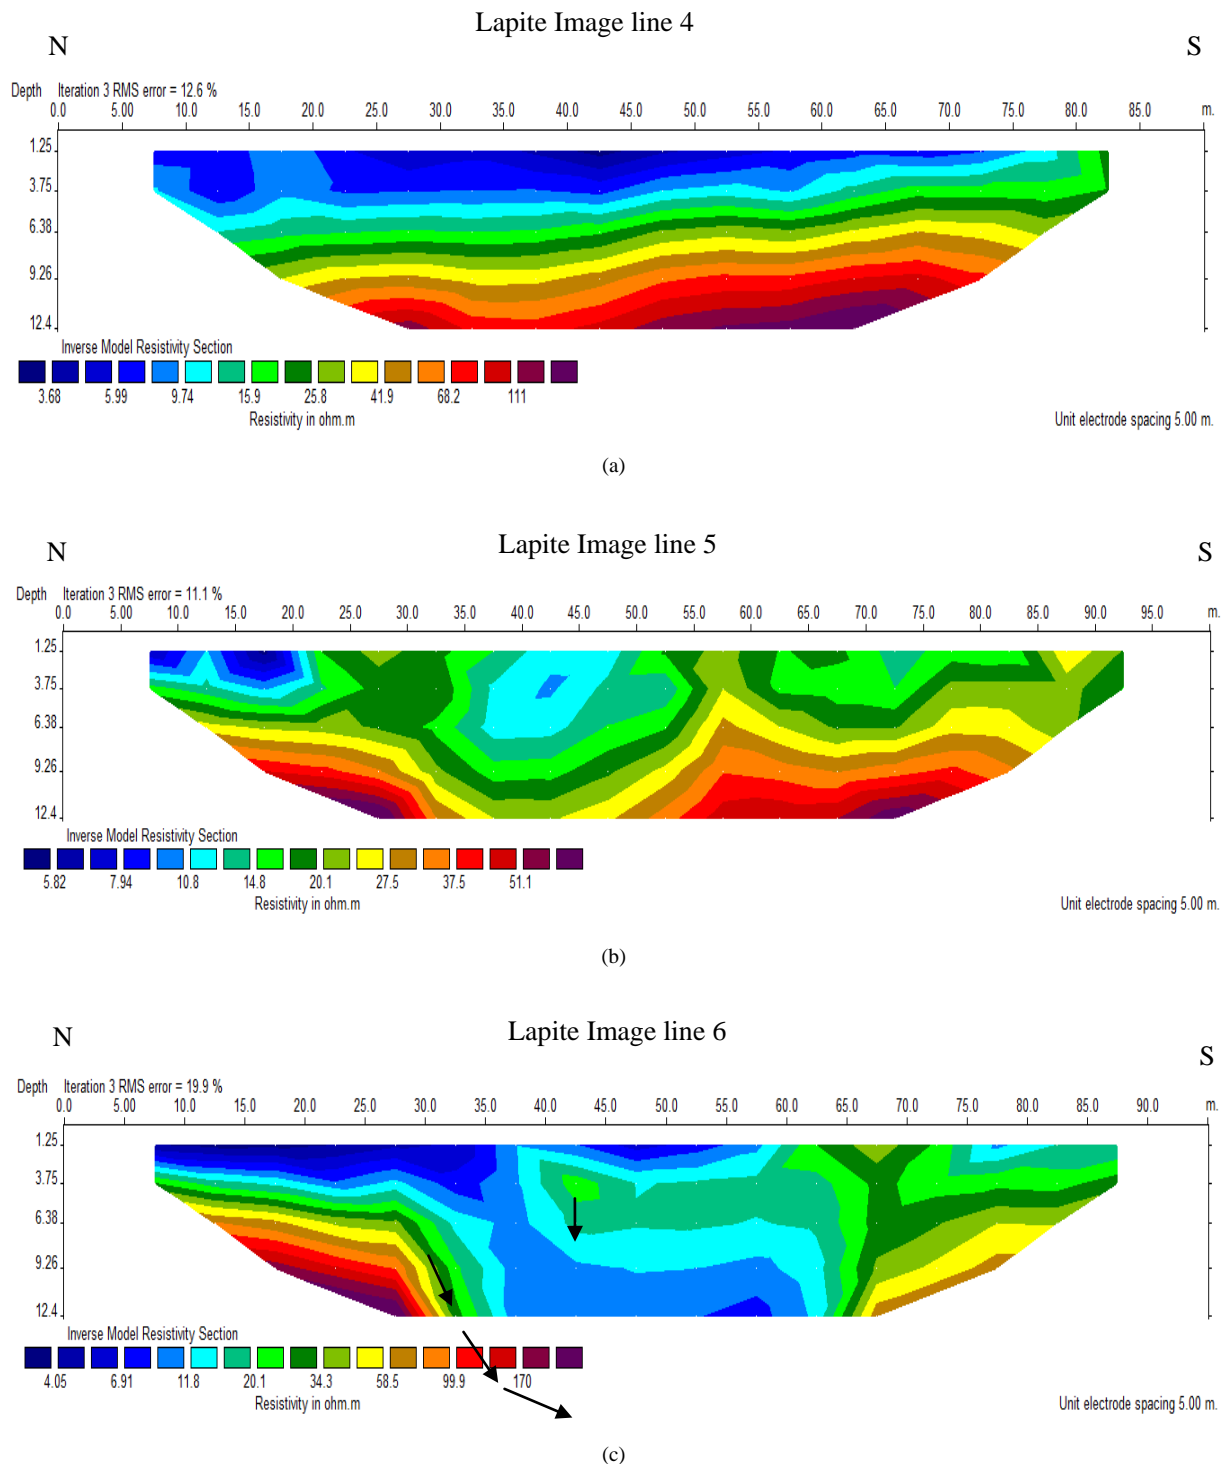 Lapite Image line 4
N S
Depth Iteration 3 RMS error = 12.6 %
0.0 5.00 10.0 15.0 20.0 25.0 30.0 35.0 40.0 45.0 50.0 55.0 60.0 65.0 70.0 75.0 80.0 85.0 m.
1.25
3.75
6.38
9.26
12.4
Inverse Model Resistivity Section
3.68 5.99 9.74 15.9 25.8 41.9 68.2 111
Resistivity in ohm.m Unit electrode spacing 5.00 m.
(a)
Lapite Image line 5
N S
Depth Iteration 3 RMS error = 11.1 %
0.0 5.00 10.0 15.0 20.0 25.0 30.0 35.0 40.0 45.0 50.0 55.0 60.0 65.0 70.0 75.0 80.0 85.0 90.0 95.0 m.
1.25
3.75
6.38
9.26
12.4
Inverse Model Resistivity Section
5.82 7.94 10.8 14.8 20.1 27.5 37.5 51.1
Resistivity in ohm.m Unit electrode spacing 5.00 m.
(b)
Lapite Image line 6
N S
Depth Iteration 3 RMS error = 19.9 %
0.0 5.00 10.0 15.0 20.0 25.0 30.0 35.0 40.0 45.0 50.0 55.0 60.0 65.0 70.0 75.0 80.0 85.0 90.0 m.
1.25
3.75
6.38
9.26
12.4
Inverse Model Resistivity Section
4.05 6.91 11.8 20.1 34.3 58.5 99.9 170
Resistivity in ohm.m Unit electrode spacing 5.00 m.
(c)